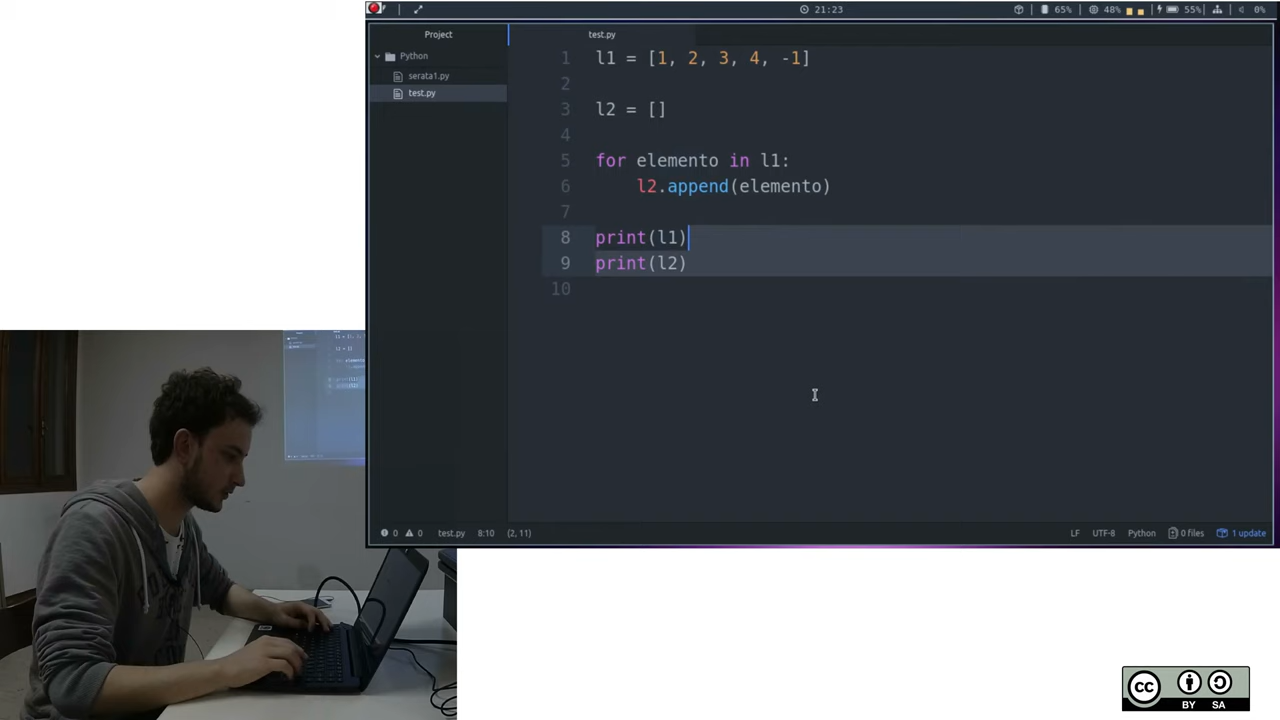 21:23
65%
48%
55%
0%
Project
test.py
Python
serata1.py
test.py
1 l1 = [1, 2, 3, 4, -1]
2
3 l2 = []
4
5 for elemento in l1:
6 l2.append(elemento)
7
8 print(l1)
9 print(l2)
10
0 0 test.py 8:10 (2, 11)
LF UTF-8 Python 0 files 1 update
cc
BY SA